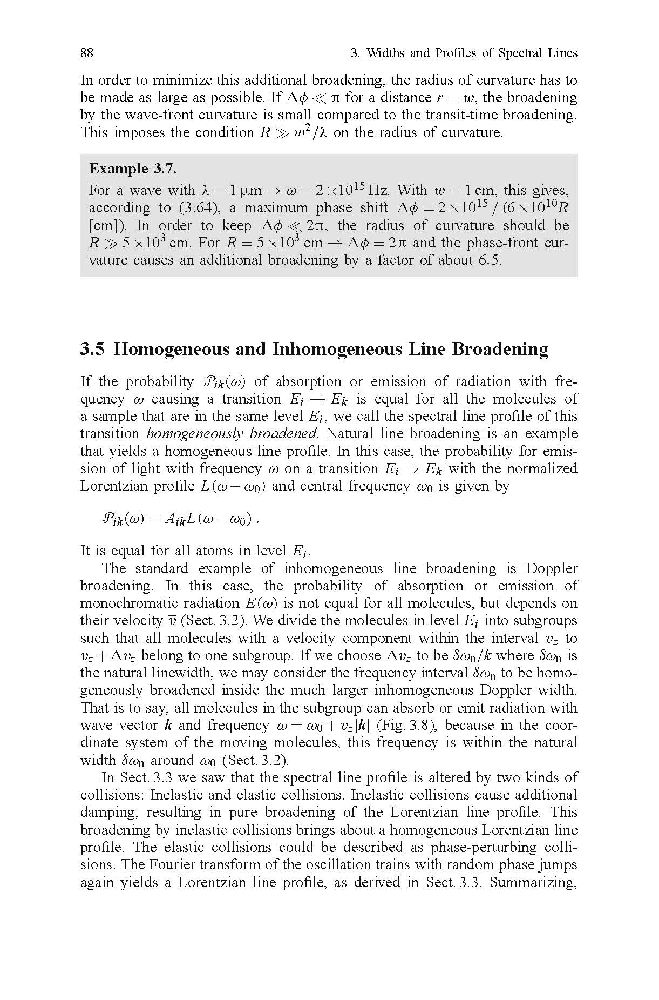 88 3. Widths and Profiles of Spectral Lines
In order to minimize this additional broadening, the radius of curvature has to
be made as large as possible. If Δϕ ≪ π for a distance r = w, the broadening
by the wave-front curvature is small compared to the transit-time broadening.
This imposes the condition R ≫ w²/λ on the radius of curvature.
Example 3.7.
For a wave with λ = 1 μm → ω = 2 ×10¹⁵ Hz. With w = 1 cm, this gives,
according to (3.64), a maximum phase shift Δϕ = 2 ×10¹⁵ / (6 ×10¹⁰R
[cm]). In order to keep Δϕ ≪ 2π, the radius of curvature should be
R ≫ 5 ×10³ cm. For R = 5 ×10³ cm → Δϕ = 2π and the phase-front cur-
vature causes an additional broadening by a factor of about 6.5.
3.5 Homogeneous and Inhomogeneous Line Broadening
If the probability 𝒫ik(ω) of absorption or emission of radiation with fre-
quency ω causing a transition Ei → Ek is equal for all the molecules of
a sample that are in the same level Ei, we call the spectral line profile of this
transition homogeneously broadened. Natural line broadening is an example
that yields a homogeneous line profile. In this case, the probability for emis-
sion of light with frequency ω on a transition Ei → Ek with the normalized
Lorentzian profile L(ω−ω₀) and central frequency ω₀ is given by
𝒫ik(ω) = AikL(ω−ω₀) .
It is equal for all atoms in level Ei.
The standard example of inhomogeneous line broadening is Doppler
broadening. In this case, the probability of absorption or emission of
monochromatic radiation E(ω) is not equal for all molecules, but depends on
their velocity v̅ (Sect. 3.2). We divide the molecules in level Ei into subgroups
such that all molecules with a velocity component within the interval vz to
vz + Δvz belong to one subgroup. If we choose Δvz to be δωn/k where δωn is
the natural linewidth, we may consider the frequency interval δωn to be homo-
geneously broadened inside the much larger inhomogeneous Doppler width.
That is to say, all molecules in the subgroup can absorb or emit radiation with
wave vector k and frequency ω = ω₀ + vz|k| (Fig. 3.8), because in the coor-
dinate system of the moving molecules, this frequency is within the natural
width δωn around ω₀ (Sect. 3.2).
In Sect. 3.3 we saw that the spectral line profile is altered by two kinds of
collisions: Inelastic and elastic collisions. Inelastic collisions cause additional
damping, resulting in pure broadening of the Lorentzian line profile. This
broadening by inelastic collisions brings about a homogeneous Lorentzian line
profile. The elastic collisions could be described as phase-perturbing colli-
sions. The Fourier transform of the oscillation trains with random phase jumps
again yields a Lorentzian line profile, as derived in Sect. 3.3. Summarizing,